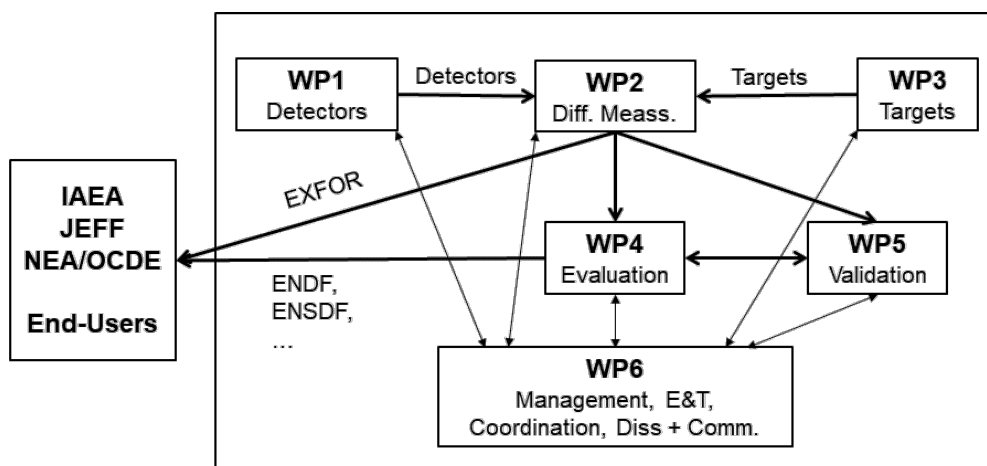 WP1
Detectors
Detectors
WP2
Diff. Meass.
Targets
WP3
Targets
IAEA
JEFF
NEA/OCDE
End-Users
EXFOR
WP4
Evaluation
WP5
Validation
ENDF,
ENSDF,
...
WP6
Management, E&T,
Coordination, Diss + Comm.